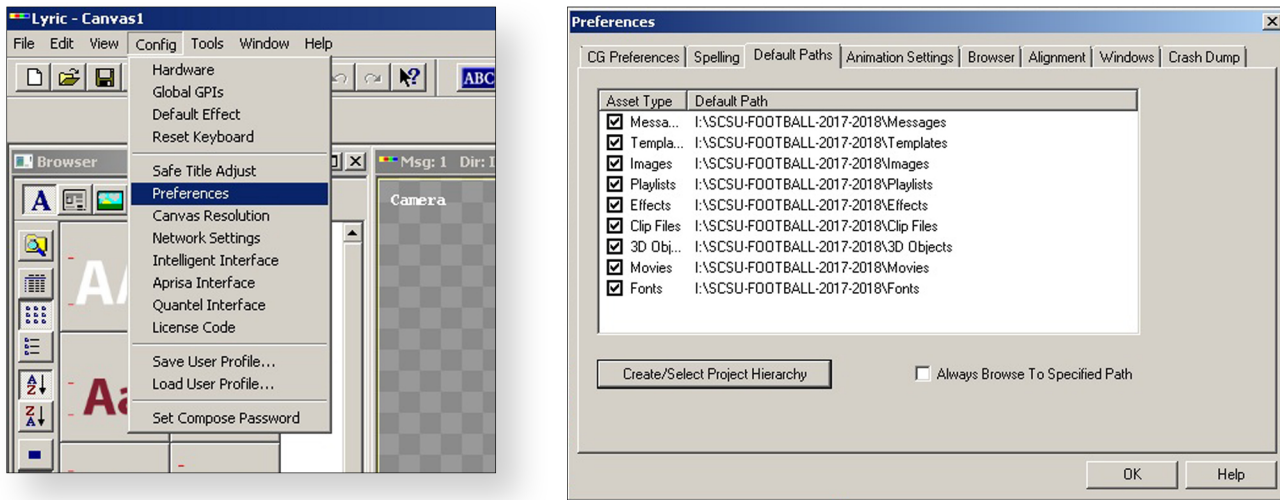 Lyric - Canvas1
File Edit View Config Tools Window Help
ABC
Hardware
Global GPIs
Default Effect
Reset Keyboard
Safe Title Adjust
Preferences
Canvas Resolution
Network Settings
Intelligent Interface
Aprisa Interface
Quantel Interface
License Code
Save User Profile...
Load User Profile...
Set Compose Password
Browser
Msg: 1 Dir: I
A
Camera
A
Z
Z
A
Aa
Preferences
CG Preferences Spelling Default Paths Animation Settings Browser Alignment Windows Crash Dump
Asset Type Default Path
Messa... I:\SCSU-FOOTBALL-2017-2018\Messages
Templa... I:\SCSU-FOOTBALL-2017-2018\Templates
Images I:\SCSU-FOOTBALL-2017-2018\Images
Playlists I:\SCSU-FOOTBALL-2017-2018\Playlists
Effects I:\SCSU-FOOTBALL-2017-2018\Effects
Clip Files I:\SCSU-FOOTBALL-2017-2018\Clip Files
3D Obj... I:\SCSU-FOOTBALL-2017-2018\3D Objects
Movies I:\SCSU-FOOTBALL-2017-2018\Movies
Fonts I:\SCSU-FOOTBALL-2017-2018\Fonts
Create/Select Project Hierarchy Always Browse To Specified Path
OK Help